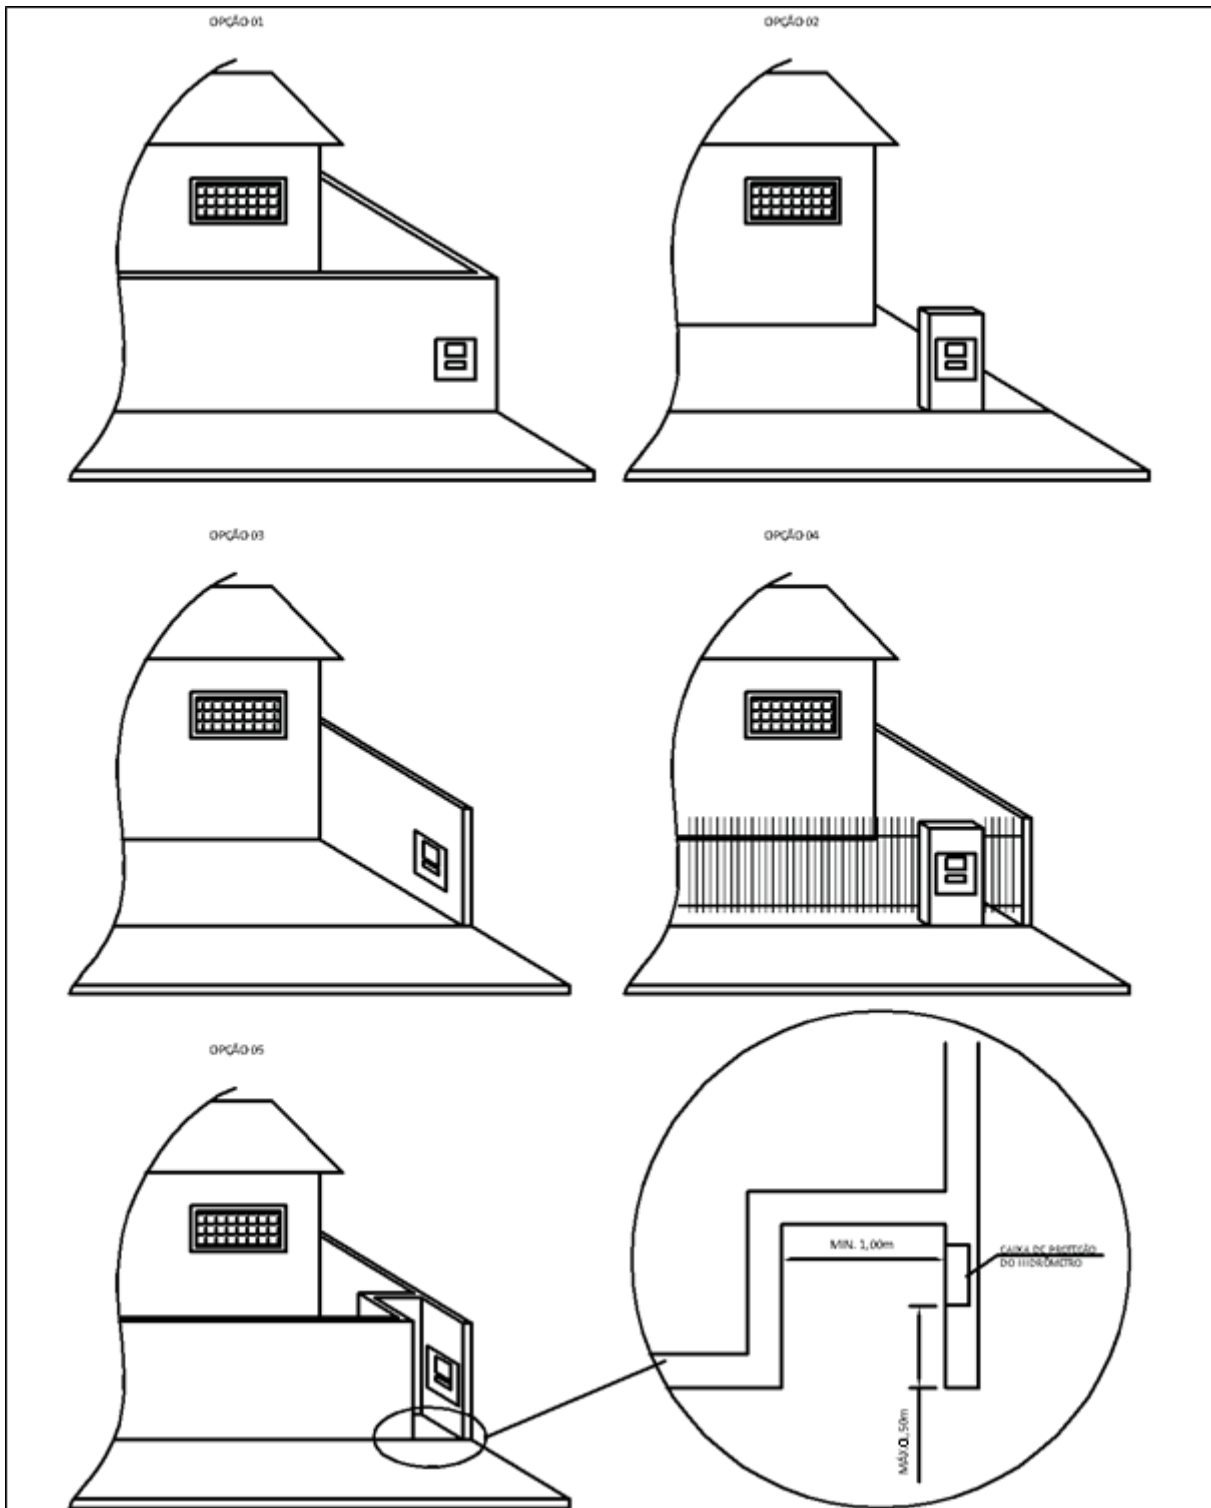 OPÇÃO 01
OPÇÃO 02
OPÇÃO 03
OPÇÃO 04
OPÇÃO 05
MIN. 1,00m
CAIXA DE PROTEÇÃO
DO HIDRÔMETRO
MÁX.0,50m